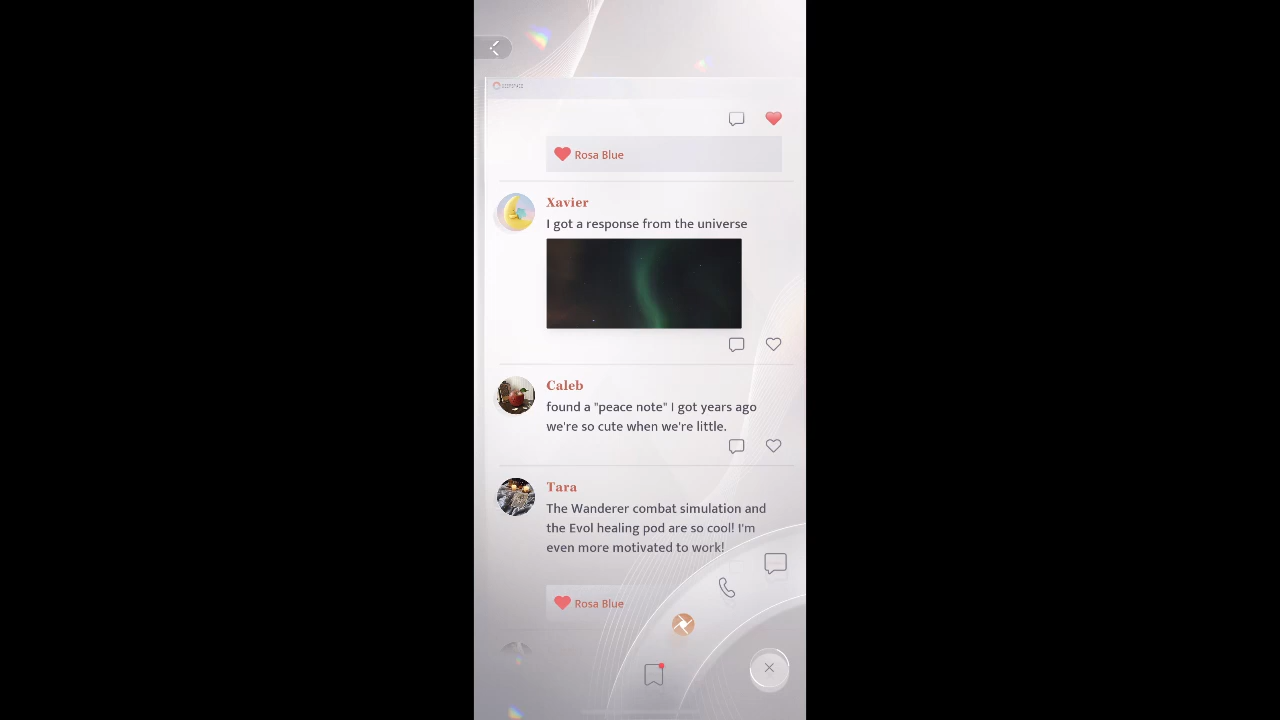 Rosa Blue
Xavier
I got a response from the universe
Caleb
found a "peace note" I got years ago
we're so cute when we're little.
Tara
The Wanderer combat simulation and
the Evol healing pod are so cool! I'm
even more motivated to work!
Rosa Blue